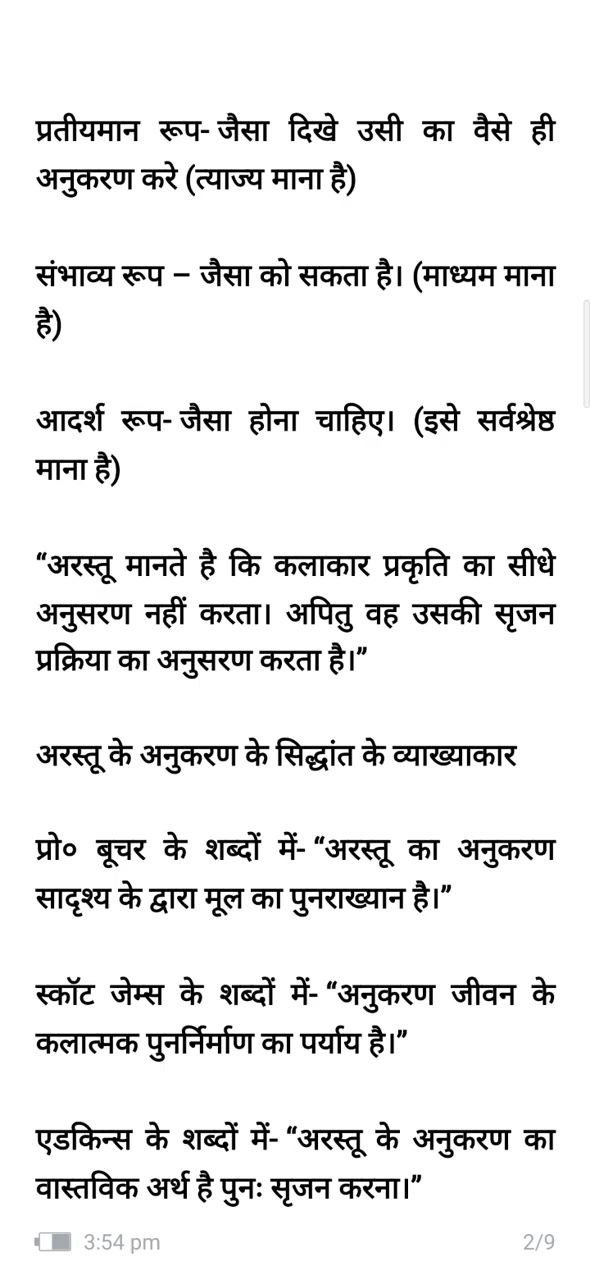 प्रतीयमान रूप- जैसा दिखे उसी का वैसे ही
अनुकरण करे (त्याज्य माना है)
संभाव्य रूप – जैसा को सकता है। (माध्यम माना
है)
आदर्श रूप- जैसा होना चाहिए। (इसे सर्वश्रेष्ठ
माना है)
“अरस्तू मानते है कि कलाकार प्रकृति का सीधे
अनुसरण नहीं करता। अपितु वह उसकी सृजन
प्रक्रिया का अनुसरण करता है।”
अरस्तू के अनुकरण के सिद्धांत के व्याख्याकार
प्रो० बूचर के शब्दों में- “अरस्तू का अनुकरण
सादृश्य के द्वारा मूल का पुनराख्यान है।”
स्कॉट जेम्स के शब्दों में- “अनुकरण जीवन के
कलात्मक पुनर्निर्माण का पर्याय है।”
एडकिन्स के शब्दों में- “अरस्तू के अनुकरण का
वास्तविक अर्थ है पुनः सृजन करना।”
3:54 pm 2/9